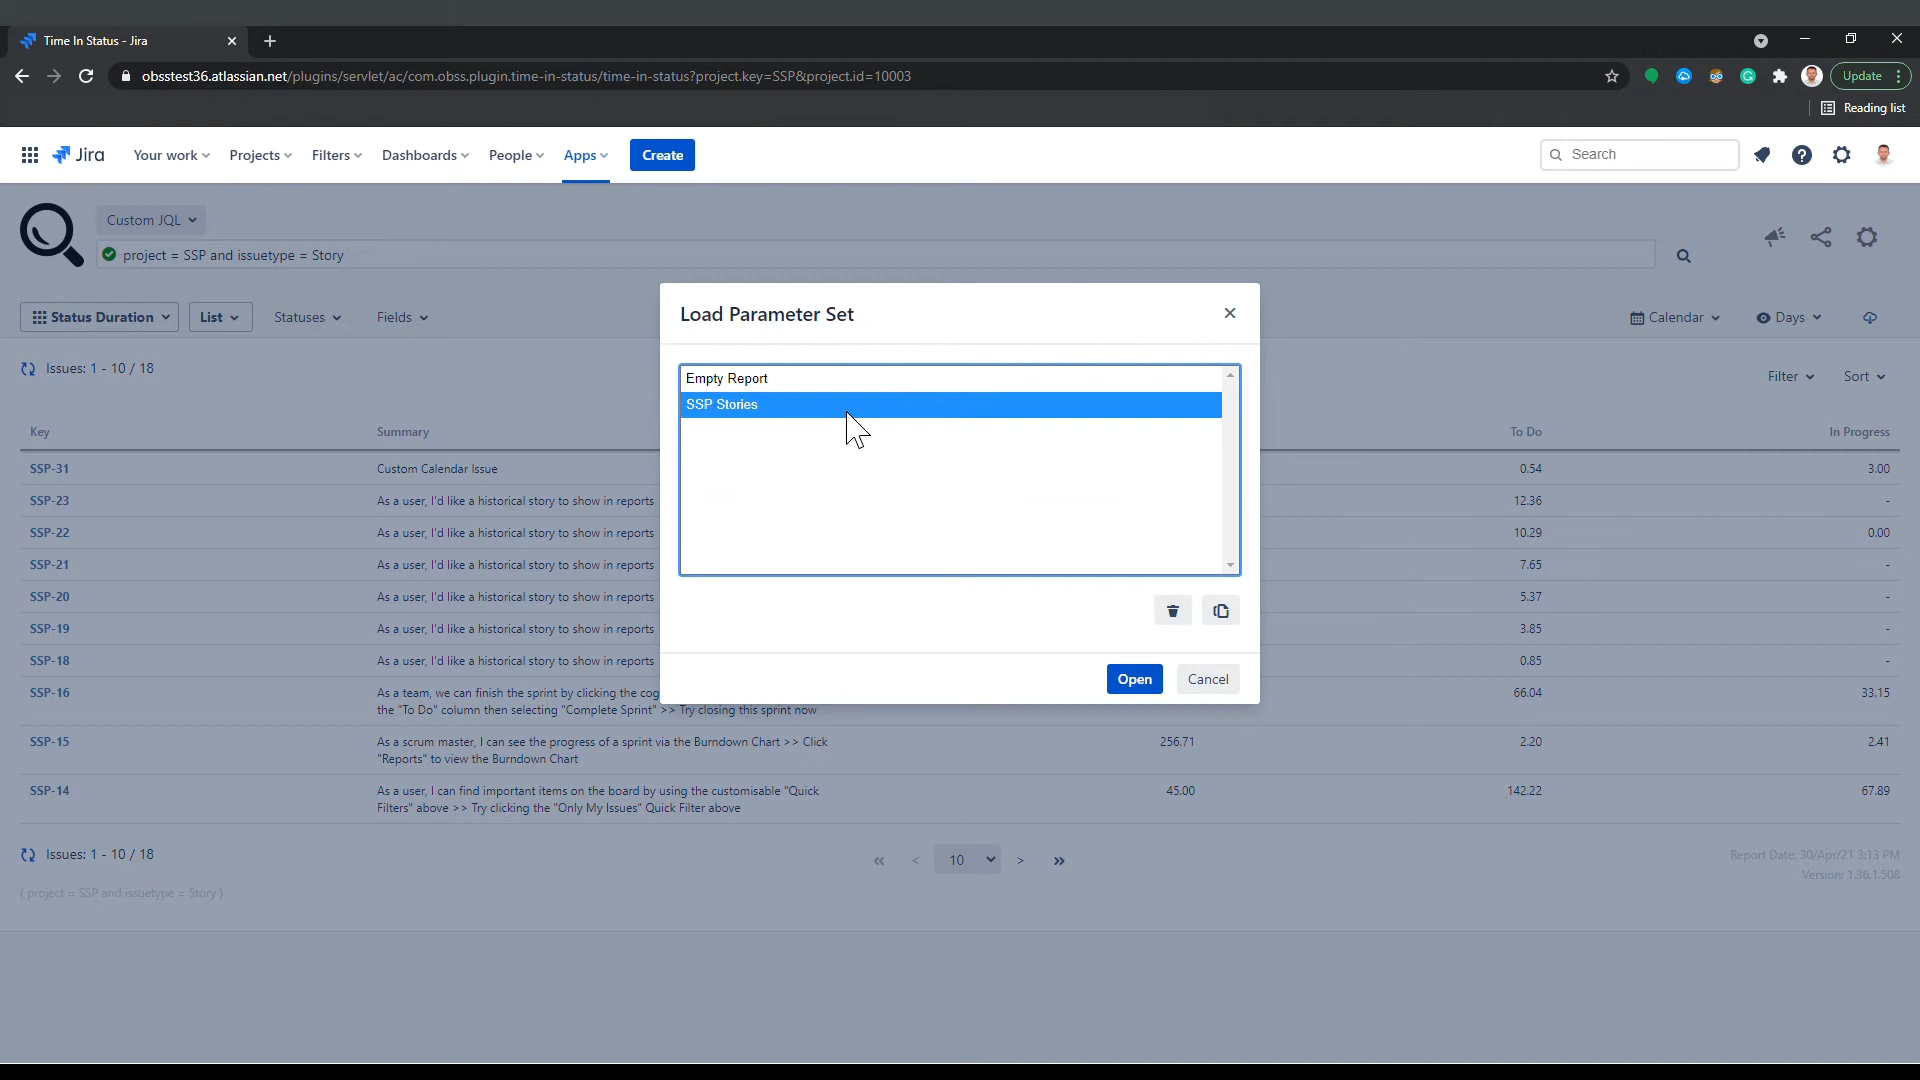 Time In Status - Jira
obsstest36.atlassian.net/plugins/servlet/ac/com.obss.plugin.time-in-status/time-in-status?project.key=SSP&project.id=10003
Update
Reading list
Jira
Your work
Projects
Filters
Dashboards
People
Apps
Create
Search
Custom JQL
project = SSP and issuetype = Story
Status Duration
List
Statuses
Fields
Calendar
Days
Issues: 1 - 10 / 18
Filter
Sort
Load Parameter Set
Empty Report
SSP Stories
Open
Cancel
Key Summary To Do In Progress
SSP-31 Custom Calendar Issue 0.54 3.00
SSP-23 As a user, I'd like a historical story to show in reports 12.36 -
SSP-22 As a user, I'd like a historical story to show in reports 10.29 0.00
SSP-21 As a user, I'd like a historical story to show in reports 7.65 -
SSP-20 As a user, I'd like a historical story to show in reports 5.37 -
SSP-19 As a user, I'd like a historical story to show in reports 3.85 -
SSP-18 As a user, I'd like a historical story to show in reports 0.85 -
SSP-16 As a team, we can finish the sprint by clicking the cog 66.04 33.15
the "To Do" column then selecting "Complete Sprint" >> Try closing this sprint now
SSP-15 As a scrum master, I can see the progress of a sprint via the Burndown Chart >> Click 256.71 2.20 2.41
"Reports" to view the Burndown Chart
SSP-14 As a user, I can find important items on the board by using the customisable "Quick 45.00 142.22 67.89
Filters" above >> Try clicking the "Only My Issues" Quick Filter above
Issues: 1 - 10 / 18
« < 10 > »
Report Date: 30/Apr/21 3:13 PM
Version: 1.36.1.508
( project = SSP and issuetype = Story )